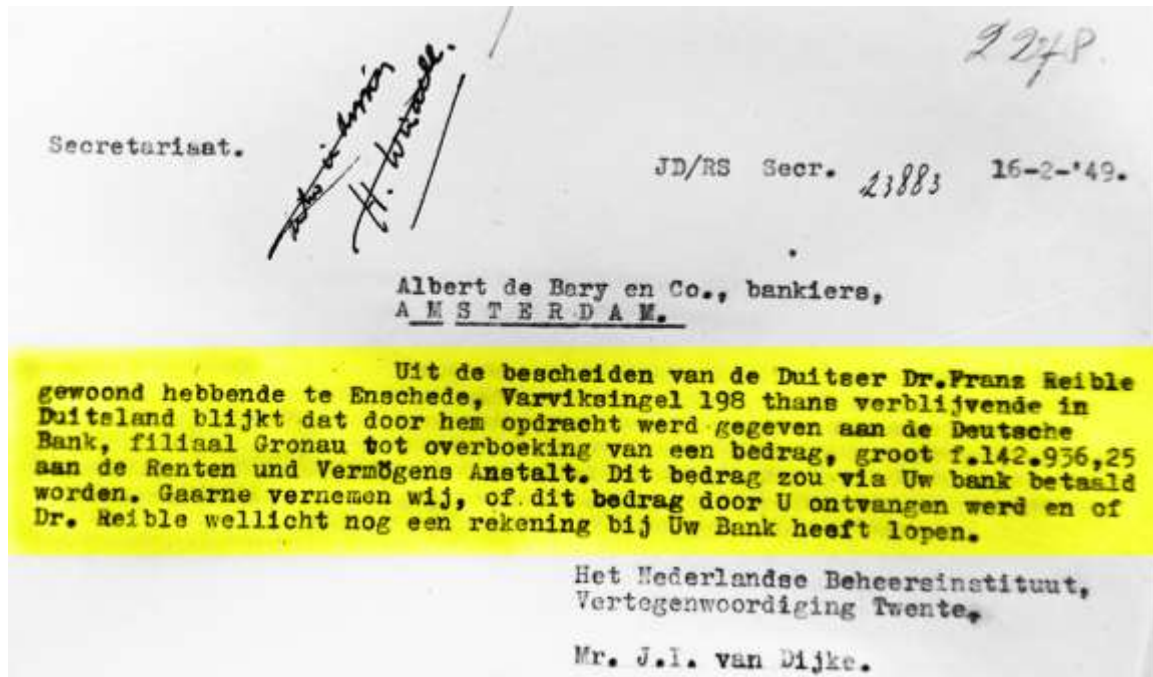 2278.
Secretariaat.
H.
JD/RS Secr. 23883 16-2-'49.
Albert de Bary en Co., bankiers,
AMSTERDAM.
Uit de bescheiden van de Duitser Dr.Franz Reible
gewoond hebbende te Enschede, Varviksingel 198 thans verblijvende in
Duitsland blijkt dat door hem opdracht werd gegeven aan de Deutsche
Bank, filiaal Gronau tot overboeking van een bedrag, groot f.142.936,25
aan de Renten und Vermögens Anstalt. Dit bedrag zou via Uw bank betaald
worden. Gaarne vernemen wij, of dit bedrag door U ontvangen werd en of
Dr. Reible wellicht nog een rekening bij Uw Bank heeft lopen.
Het Nederlandse Beheersinstituut,
Vertegenwoordiging Twente.
Mr. J.I. van Dijke.